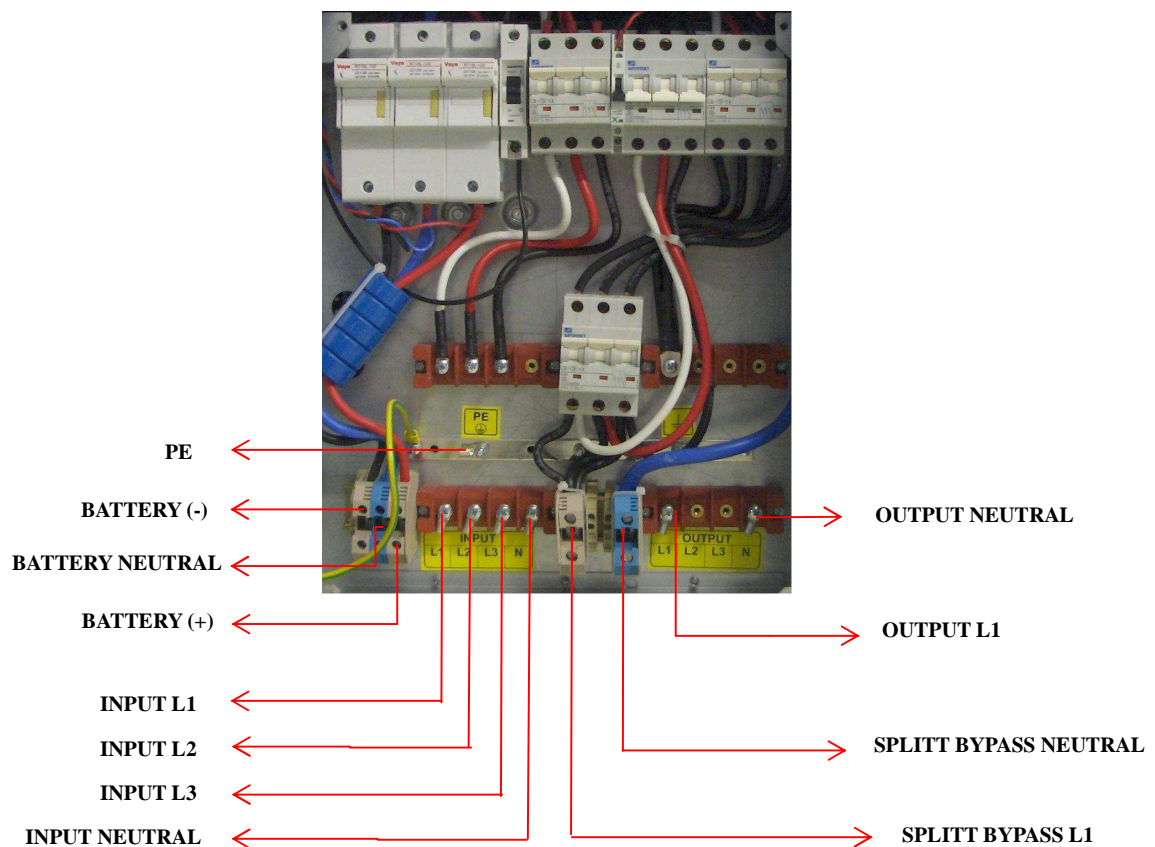 PE
PE
BATTERY (-)
BATTERY NEUTRAL
BATTERY (+)
INPUT L1
INPUT L2
INPUT L3
INPUT NEUTRAL
INPUT
L1 L2 L3 N
OUTPUT
L1 L2 L3 N
OUTPUT NEUTRAL
OUTPUT L1
SPLITT BYPASS NEUTRAL
SPLITT BYPASS L1